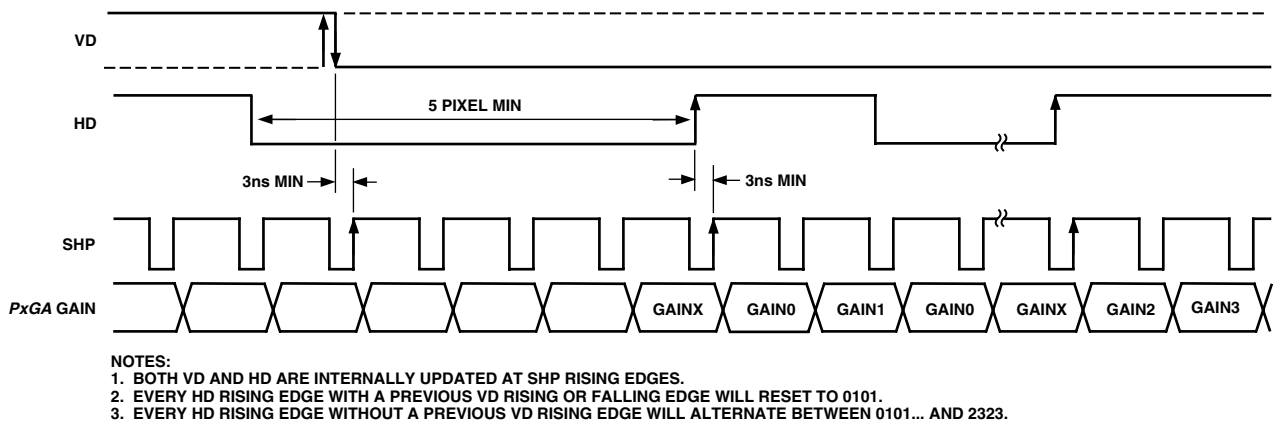 VD
HD
5 PIXEL MIN
3ns MIN
3ns MIN
SHP
PxGA GAIN
GAINX GAIN0 GAIN1 GAIN0 GAINX GAIN2 GAIN3
NOTES:
1. BOTH VD AND HD ARE INTERNALLY UPDATED AT SHP RISING EDGES.
2. EVERY HD RISING EDGE WITH A PREVIOUS VD RISING OR FALLING EDGE WILL RESET TO 0101.
3. EVERY HD RISING EDGE WITHOUT A PREVIOUS VD RISING EDGE WILL ALTERNATE BETWEEN 0101... AND 2323.